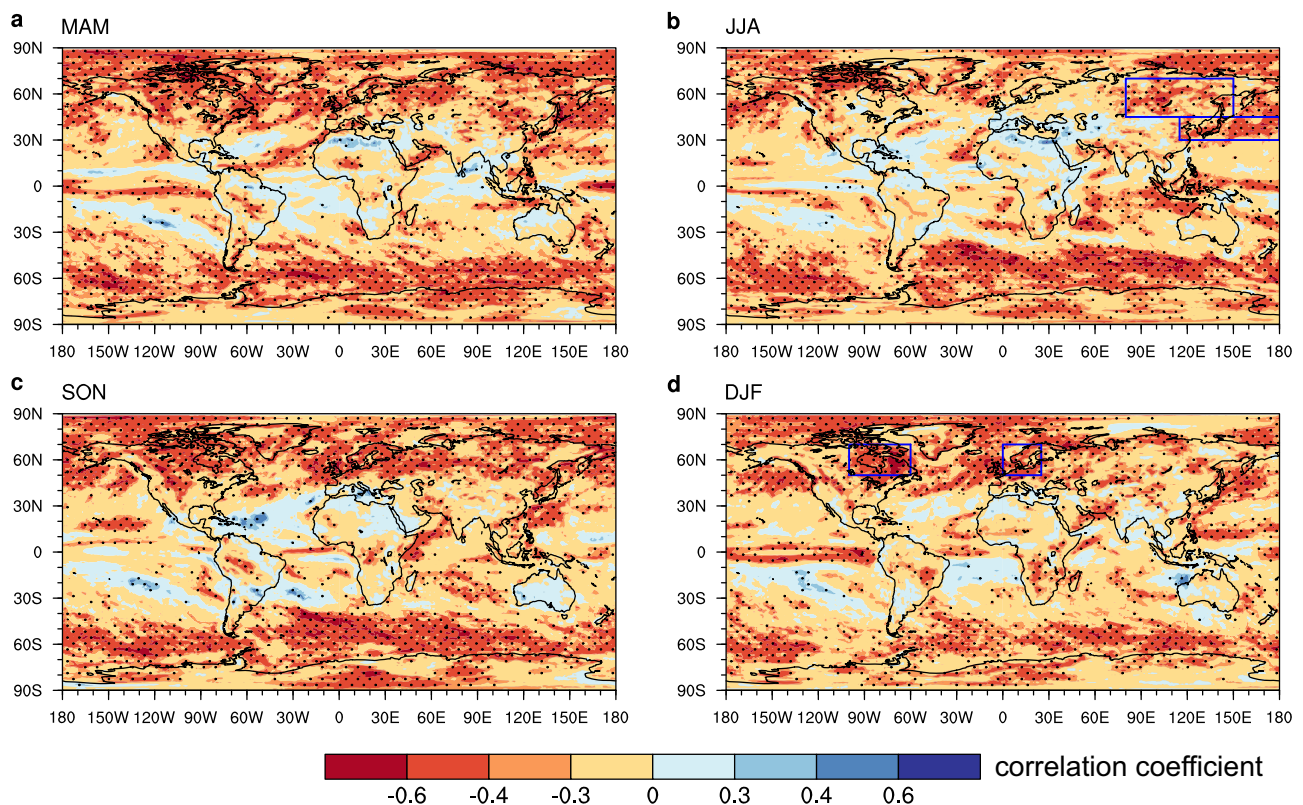 a MAM
90N
60N
30N
0
30S
60S
90S
180 150W 120W 90W 60W 30W 0 30E 60E 90E 120E 150E 180
b JJA
90N
60N
30N
0
30S
60S
90S
180 150W 120W 90W 60W 30W 0 30E 60E 90E 120E 150E 180
c SON
90N
60N
30N
0
30S
60S
90S
180 150W 120W 90W 60W 30W 0 30E 60E 90E 120E 150E 180
d DJF
90N
60N
30N
0
30S
60S
90S
180 150W 120W 90W 60W 30W 0 30E 60E 90E 120E 150E 180
correlation coefficient
-0.6 -0.4 -0.3 0 0.3 0.4 0.6